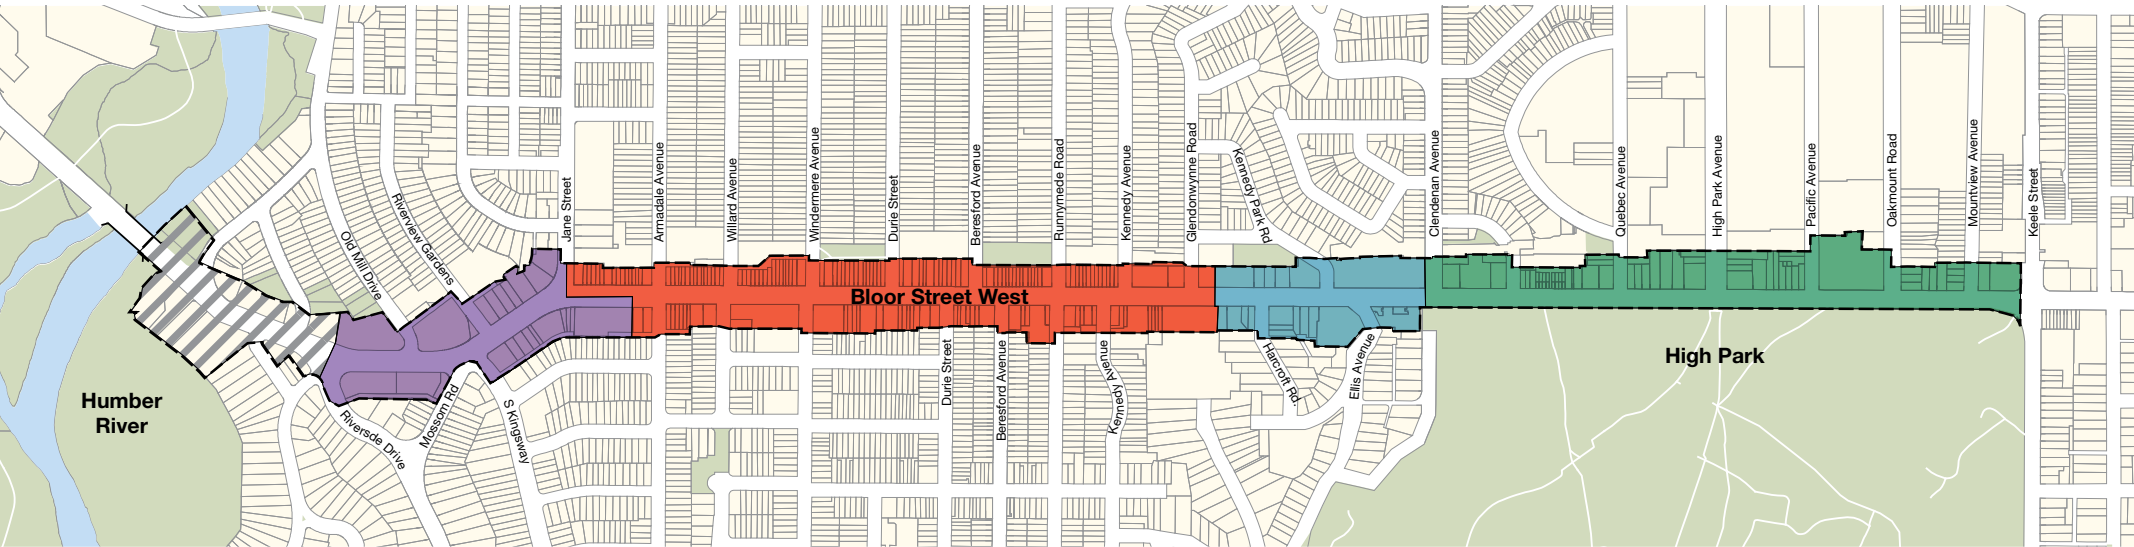 Old Mill Drive
Riverview Gardens
Jane Street
Armadale Avenue
Willard Avenue
Windermere Avenue
Durie Street
Beresford Avenue
Runnymede Road
Kennedy Avenue
Glendonwynne Road
Kennedy Park Rd
Clendenan Avenue
Quebec Avenue
High Park Avenue
Pacific Avenue
Oakmount Road
Mountview Avenue
Keele Street
Bloor Street West
High Park
Humber
River
Riversde Drive
Mossom Rd
S Kingsway
Durie Street
Beresford Avenue
Kennedy Avenue
Harcroft Rd.
Ellis Avenue